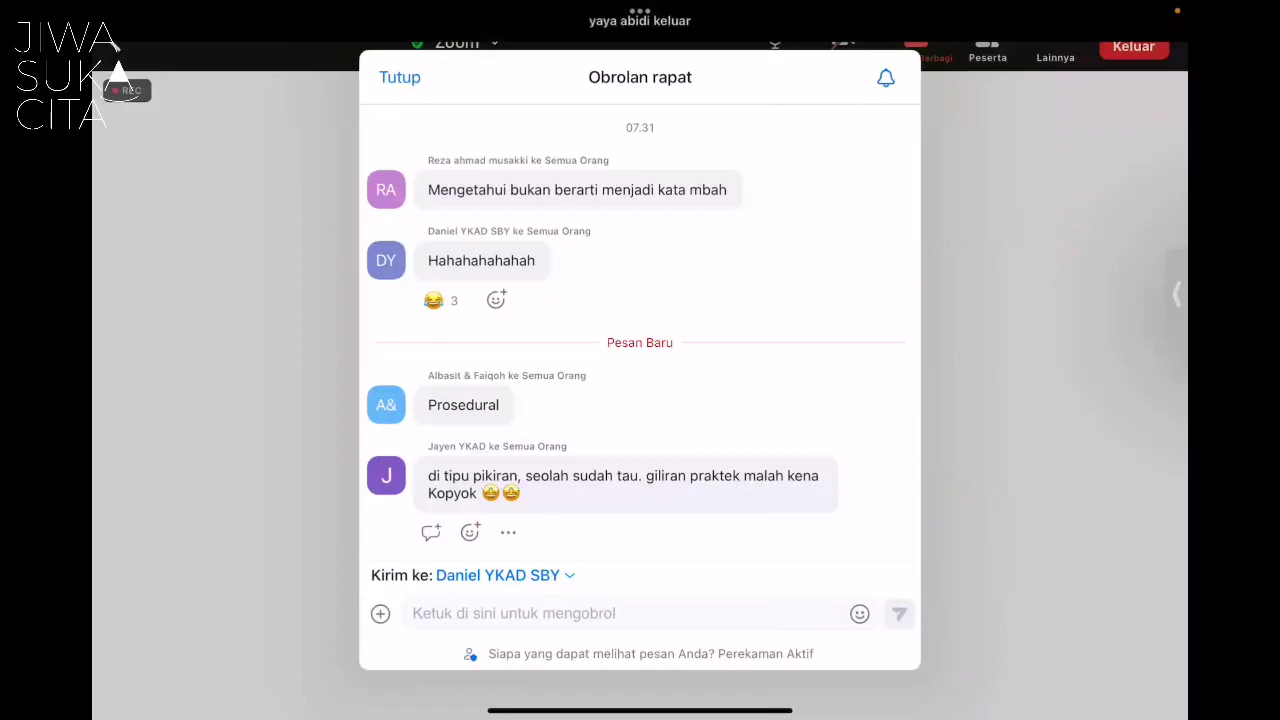 yaya abidi keluar
JIWA
SUKA
CITA
Zoom
Berbagi
Peserta
Lainnya
Keluar
REC
Tutup
Obrolan rapat
07.31
Reza ahmad musakki ke Semua Orang
RA
Mengetahui bukan berarti menjadi kata mbah
Daniel YKAD SBY ke Semua Orang
DY
Hahahahahahah
😂 3
Pesan Baru
Albasit & Faiqoh ke Semua Orang
A&
Prosedural
Jayen YKAD ke Semua Orang
J
di tipu pikiran, seolah sudah tau. giliran praktek malah kena
Kopyok 🤩🤩
Kirim ke: Daniel YKAD SBY
Ketuk di sini untuk mengobrol
Siapa yang dapat melihat pesan Anda? Perekaman Aktif